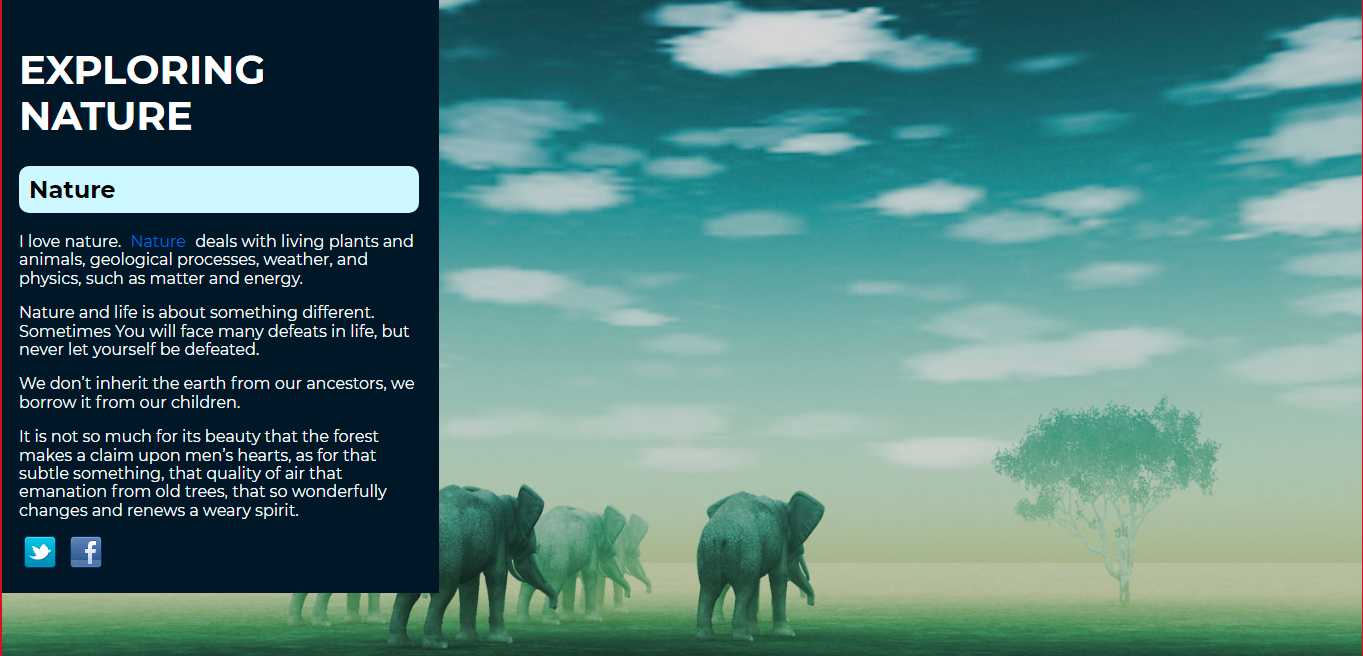 EXPLORING
NATURE
Nature
I love nature. Nature deals with living plants and
animals, geological processes, weather, and
physics, such as matter and energy.
Nature and life is about something different.
Sometimes You will face many defeats in life, but
never let yourself be defeated.
We don’t inherit the earth from our ancestors, we
borrow it from our children.
It is not so much for its beauty that the forest
makes a claim upon men’s hearts, as for that
subtle something, that quality of air that
emanation from old trees, that so wonderfully
changes and renews a weary spirit.